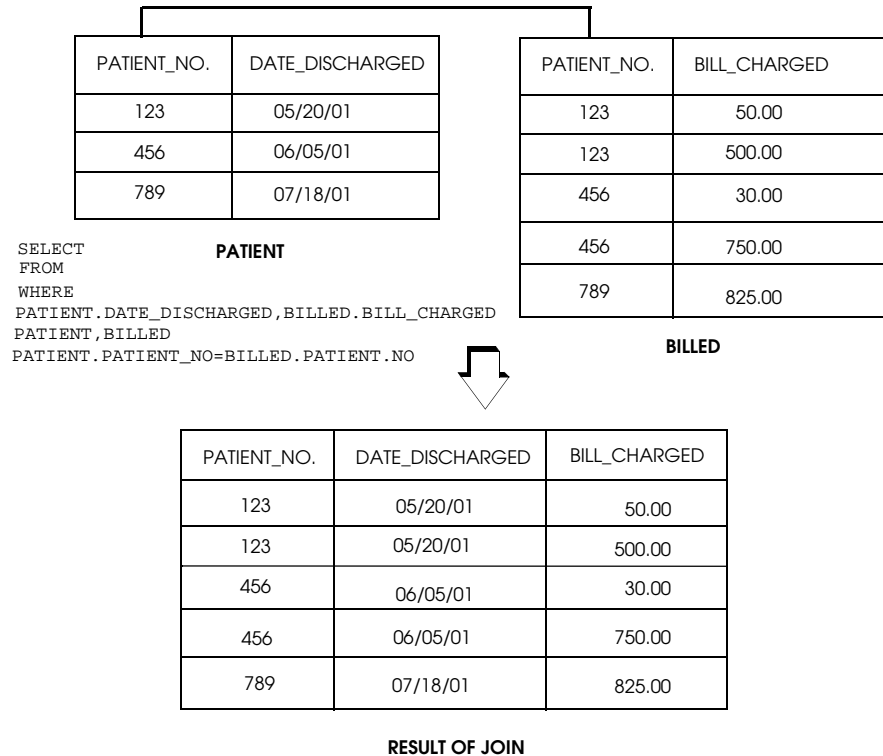 PATIENT_NO. DATE_DISCHARGED
123 05/20/01
456 06/05/01
789 07/18/01
PATIENT
PATIENT_NO. BILL_CHARGED
123 50.00
123 500.00
456 30.00
456 750.00
789 825.00
BILLED
SELECT
FROM
WHERE
PATIENT.DATE_DISCHARGED,BILLED.BILL_CHARGED
PATIENT,BILLED
PATIENT.PATIENT_NO=BILLED.PATIENT.NO
PATIENT_NO. DATE_DISCHARGED BILL_CHARGED
123 05/20/01 50.00
123 05/20/01 500.00
456 06/05/01 30.00
456 06/05/01 750.00
789 07/18/01 825.00
RESULT OF JOIN